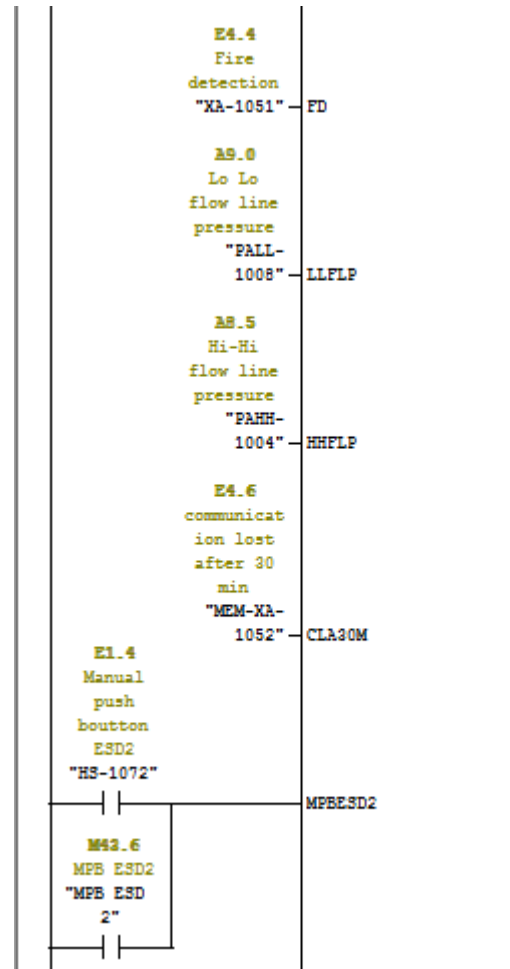 E4.4
Fire
detection
"XA-1051"
FD
A9.0
Lo Lo
flow line
pressure
"PALL-
1008"
LLFLP
A8.5
Hi-Hi
flow line
pressure
"PAHH-
1004"
HHFLP
E4.6
communicat
ion lost
after 30
min
"MEM-XA-
1052"
CLA30M
E1.4
Manual
push
boutton
ESD2
"HS-1072"
MPBESD2
M43.6
MPB ESD2
"MPB ESD
2"